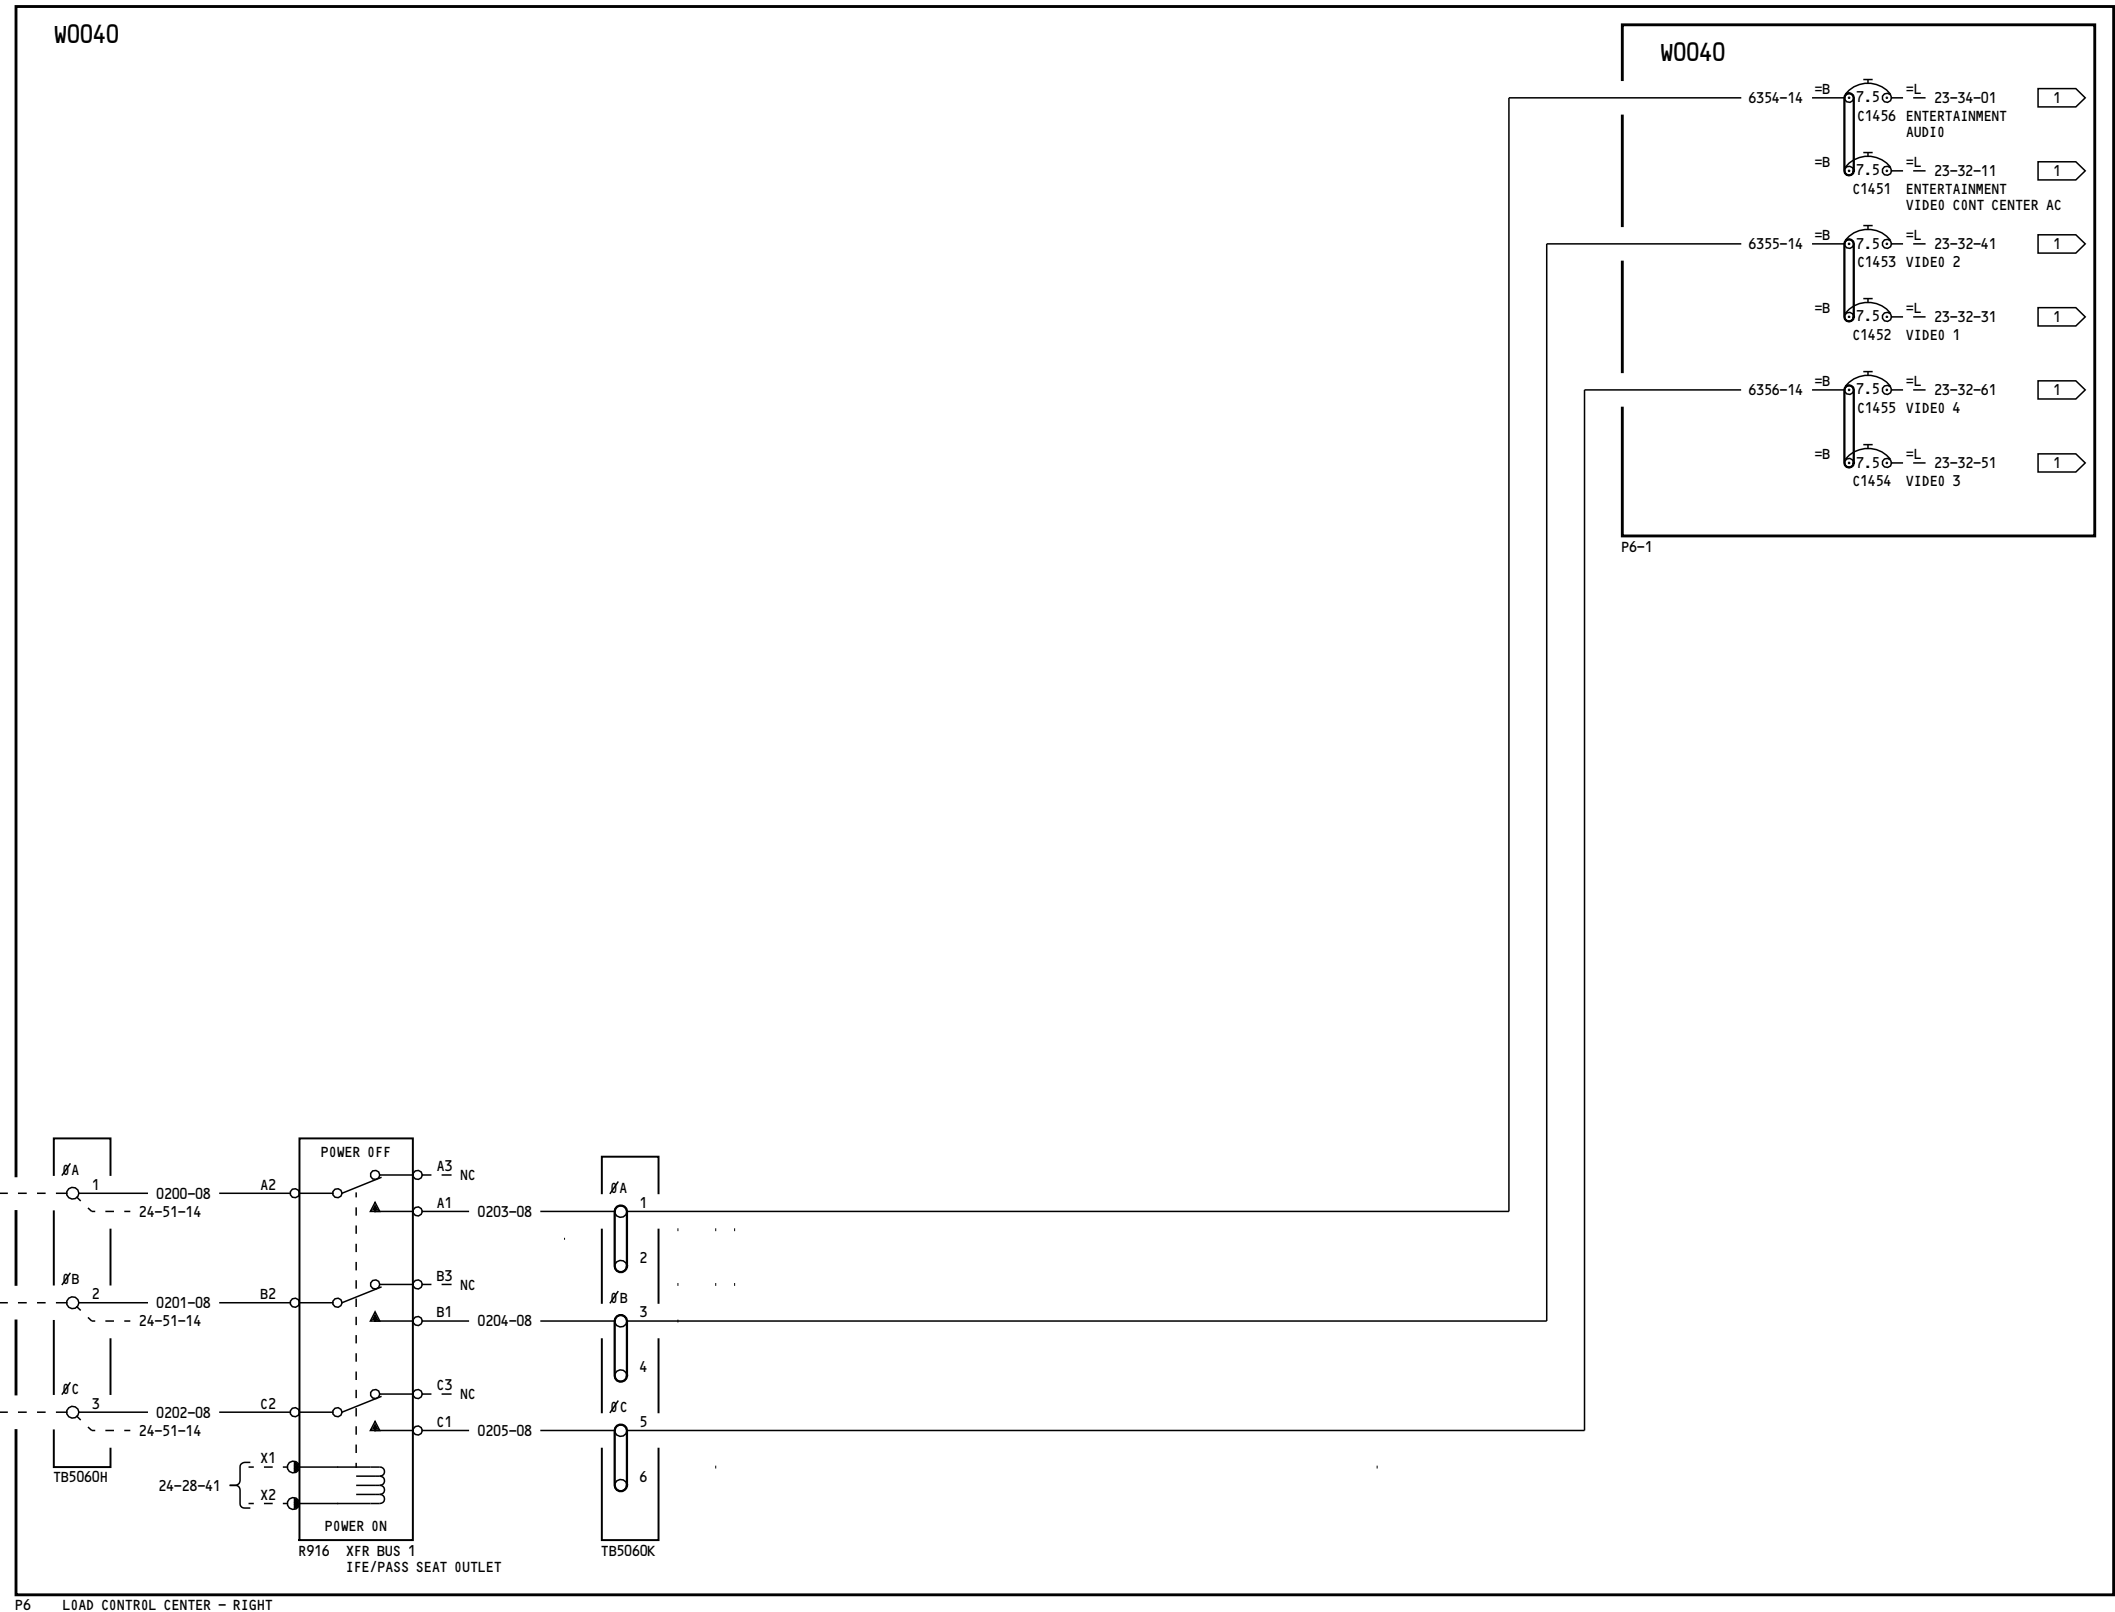 W0040
W0040
6354-14 =B 7.5 =L 23-34-01 1
C1456 ENTERTAINMENT
AUDIO
=B 7.5 =L 23-32-11 1
C1451 ENTERTAINMENT
VIDEO CONT CENTER AC
6355-14 =B 7.5 =L 23-32-41 1
C1453 VIDEO 2
=B 7.5 =L 23-32-31 1
C1452 VIDEO 1
6356-14 =B 7.5 =L 23-32-61 1
C1455 VIDEO 4
=B 7.5 =L 23-32-51 1
C1454 VIDEO 3
P6-1
POWER OFF
ØA A3 NC
1 0200-08 A2 ØA
24-51-14 A1 0203-08 1
2
ØB B3 NC
2 0201-08 B2 ØB
24-51-14 B1 0204-08 3
4
ØC C3 NC
3 0202-08 C2 ØC
24-51-14 C1 0205-08 5
X1
TB5060H 24-28-41 6
X2
POWER ON
R916 XFR BUS 1 TB5060K
IFE/PASS SEAT OUTLET
P6 LOAD CONTROL CENTER - RIGHT